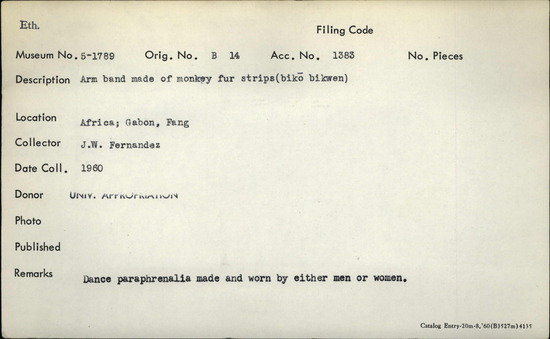 Eth.
Filing Code
Museum No. 5-1789 Orig. No. B 14 Acc. No. 1383 No. Pieces
Description Arm band made of monkey fur strips(bikō bikwen)
Location Africa; Gabon, Fang
Collector J.W. Fernandez
Date Coll. 1960
Donor UNIV. APPROPRIATION
Photo
Published
Remarks Dance paraphrenalia made and worn by either men or women.
Catalog Entry-20m-8,'60(B3927m)4139